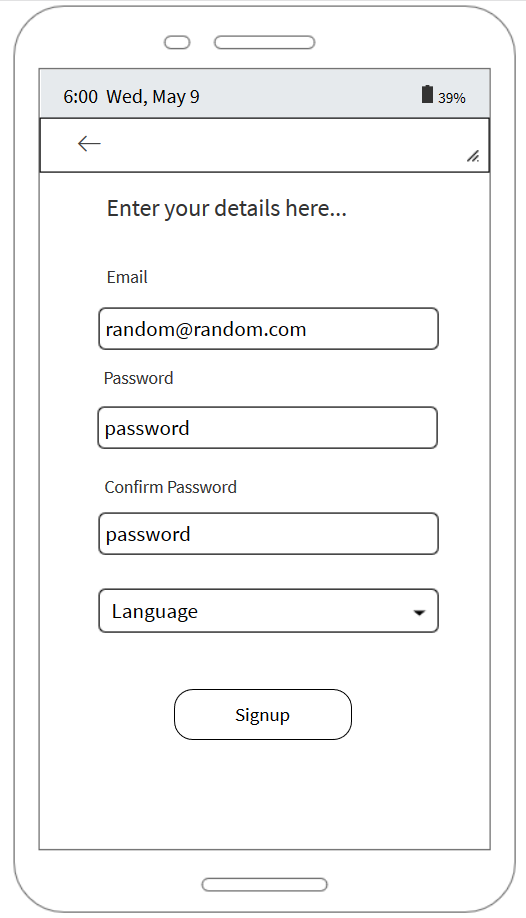 6:00 Wed, May 9 39%
Enter your details here...
Email
random@random.com
Password
password
Confirm Password
password
Language
Signup